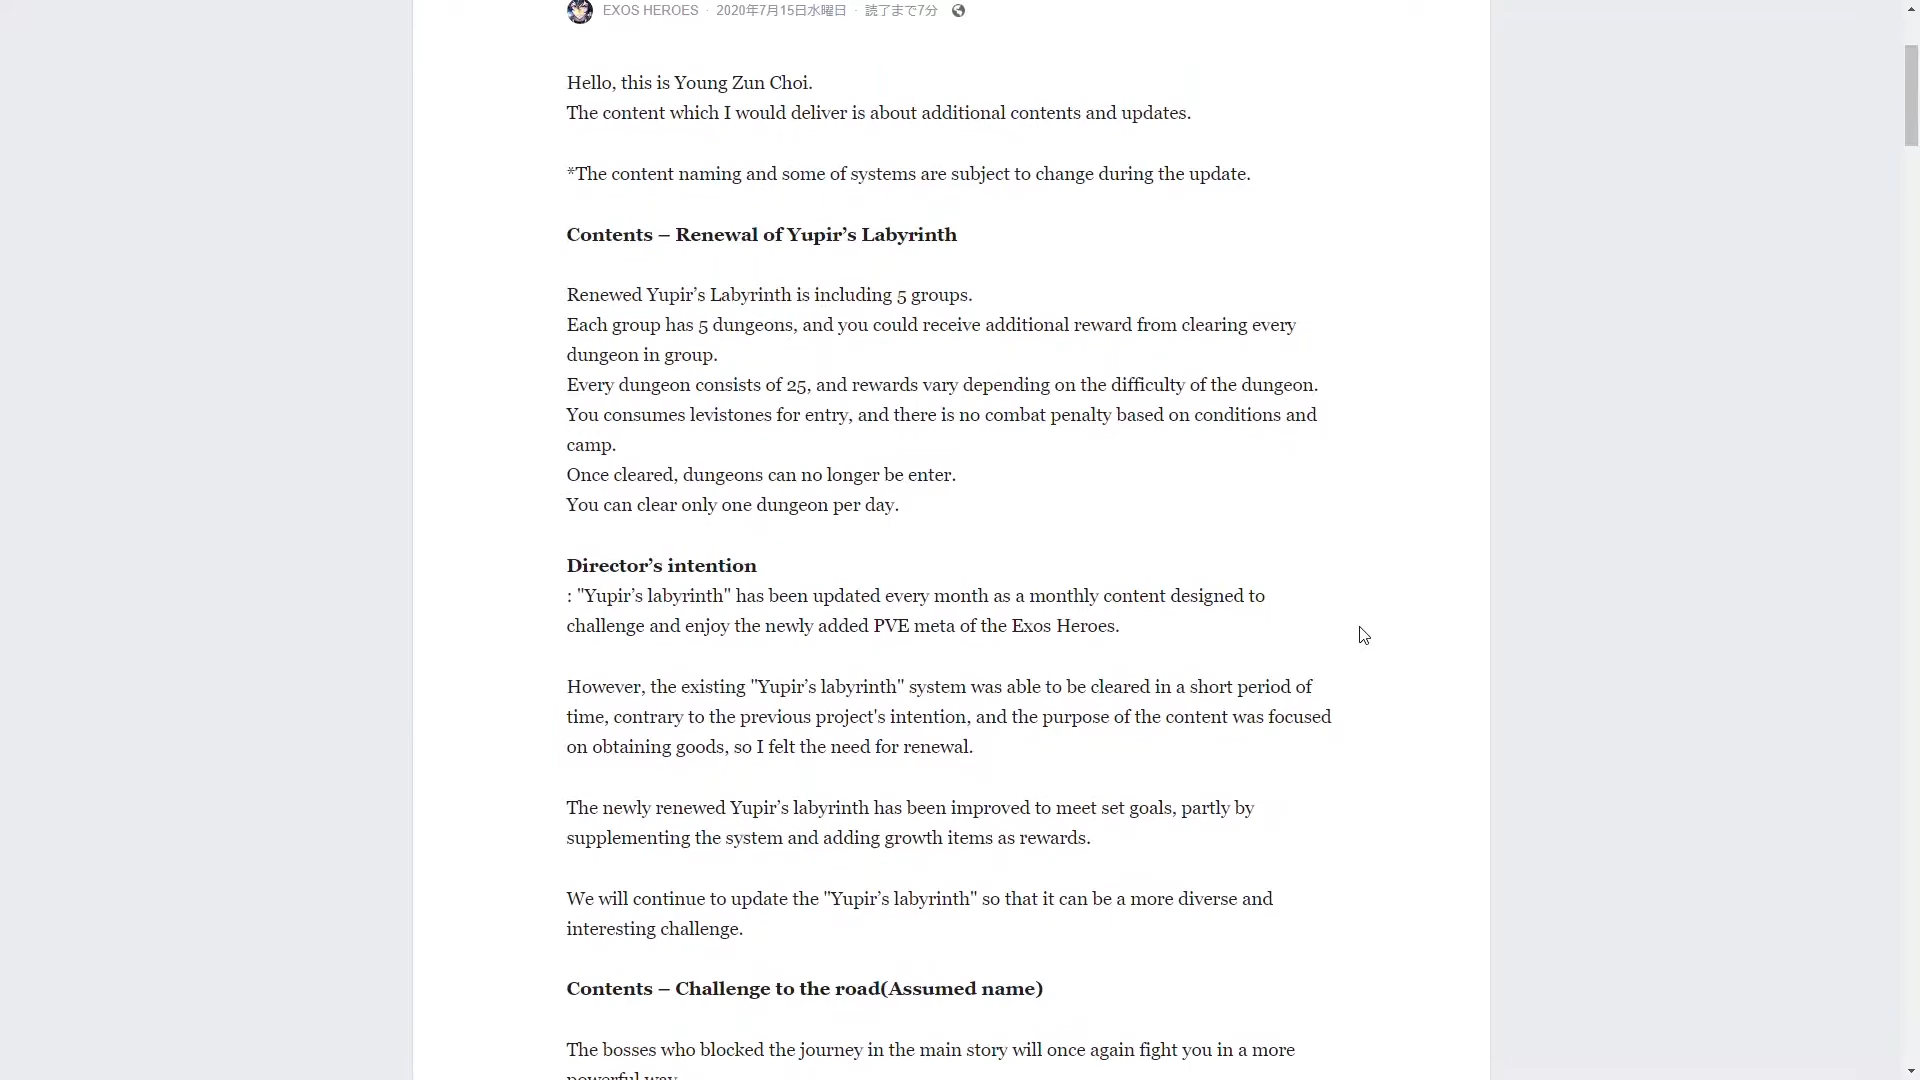 EXOS HEROES · 2020年7月15日水曜日 · 読了まで7分
Hello, this is Young Zun Choi.
The content which I would deliver is about additional contents and updates.
*The content naming and some of systems are subject to change during the update.
Contents – Renewal of Yupir’s Labyrinth
Renewed Yupir’s Labyrinth is including 5 groups.
Each group has 5 dungeons, and you could receive additional reward from clearing every
dungeon in group.
Every dungeon consists of 25, and rewards vary depending on the difficulty of the dungeon.
You consumes levistones for entry, and there is no combat penalty based on conditions and
camp.
Once cleared, dungeons can no longer be enter.
You can clear only one dungeon per day.
Director’s intention
: "Yupir’s labyrinth" has been updated every month as a monthly content designed to
challenge and enjoy the newly added PVE meta of the Exos Heroes.
However, the existing "Yupir’s labyrinth" system was able to be cleared in a short period of
time, contrary to the previous project's intention, and the purpose of the content was focused
on obtaining goods, so I felt the need for renewal.
The newly renewed Yupir’s labyrinth has been improved to meet set goals, partly by
supplementing the system and adding growth items as rewards.
We will continue to update the "Yupir’s labyrinth" so that it can be a more diverse and
interesting challenge.
Contents – Challenge to the road(Assumed name)
The bosses who blocked the journey in the main story will once again fight you in a more
powerful way.